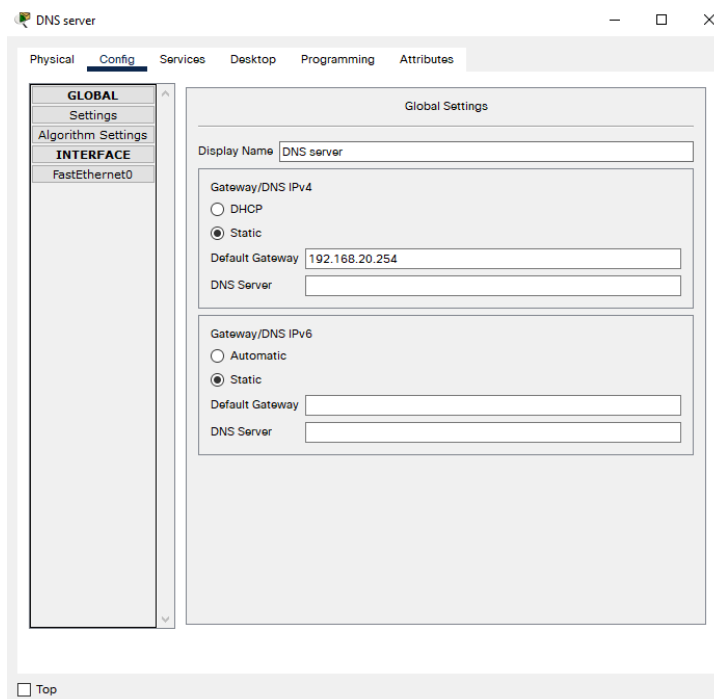 DNS server
Physical Config Services Desktop Programming Attributes
GLOBAL
Settings
Algorithm Settings
INTERFACE
FastEthernet0
Global Settings
Display Name DNS server
Gateway/DNS IPv4
DHCP
Static
Default Gateway 192.168.20.254
DNS Server
Gateway/DNS IPv6
Automatic
Static
Default Gateway
DNS Server
Top